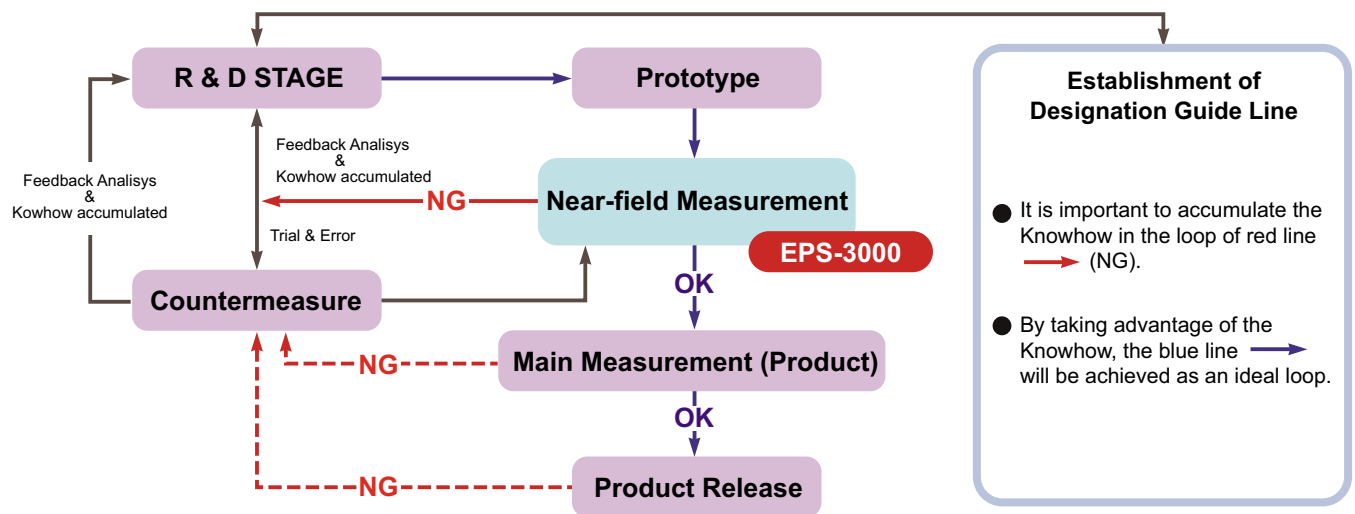 R & D STAGE
Prototype
Feedback Analisys
&
Kowhow accumulated
Feedback Analisys
&
Kowhow accumulated
NG
Near-field Measurement
EPS-3000
Trial & Error
OK
Countermeasure
NG
Main Measurement (Product)
OK
NG
Product Release
Establishment of
Designation Guide Line
● It is important to accumulate the
Knowhow in the loop of red line
(NG).
● By taking advantage of the
Knowhow, the blue line
will be achieved as an ideal loop.